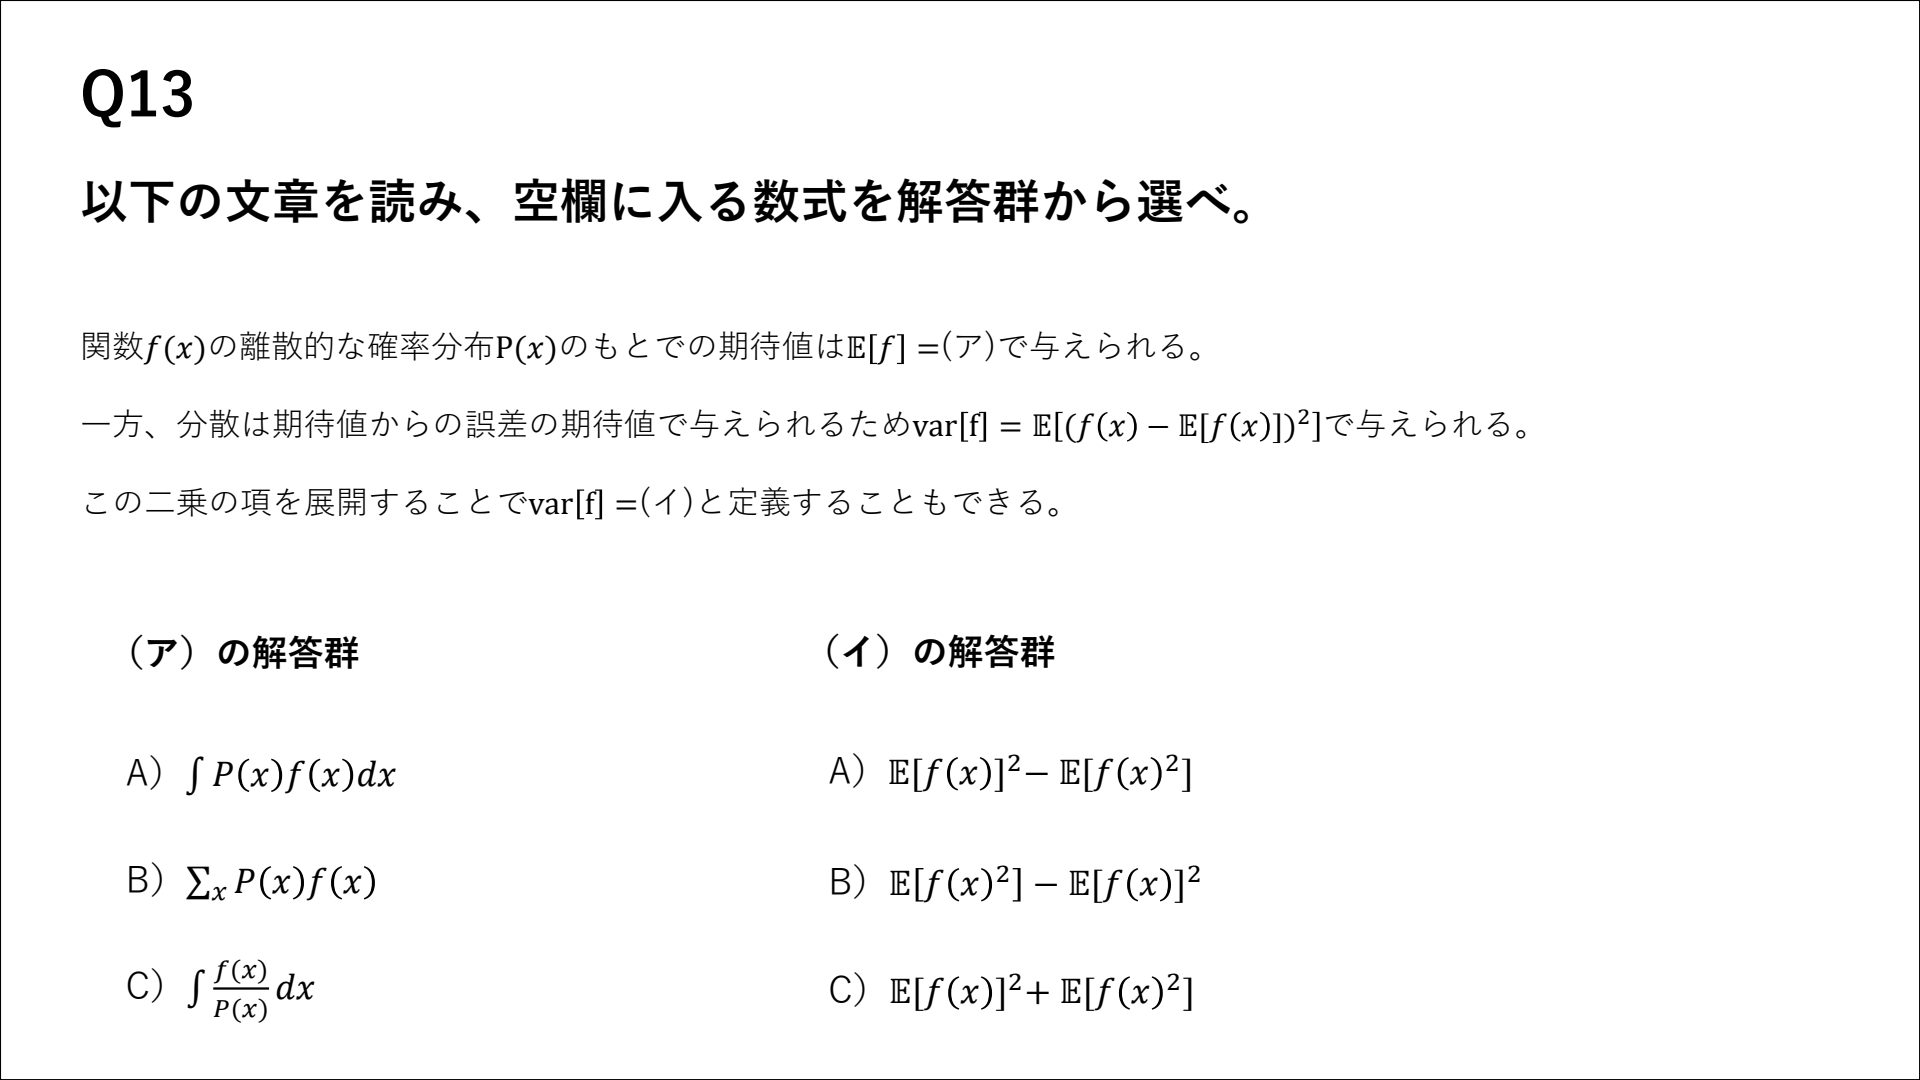 Q13
以下の文章を読み、空欄に入る数式を解答群から選べ。
関数f(x)の離散的な確率分布P(x)のもとでの期待値は𝔼[f] =(ア)で与えられる。
一方、分散は期待値からの誤差の期待値で与えられるためvar[f] = 𝔼[(f(x) − 𝔼[f(x)])²]で与えられる。
この二乗の項を展開することでvar[f] =(イ)と定義することもできる。
（ア）の解答群
A）∫ P(x)f(x)dx
B）∑ₓ P(x)f(x)
C）∫ f(x)/P(x) dx
（イ）の解答群
A）𝔼[f(x)]²− 𝔼[f(x)²]
B）𝔼[f(x)²] − 𝔼[f(x)]²
C）𝔼[f(x)]²+ 𝔼[f(x)²]